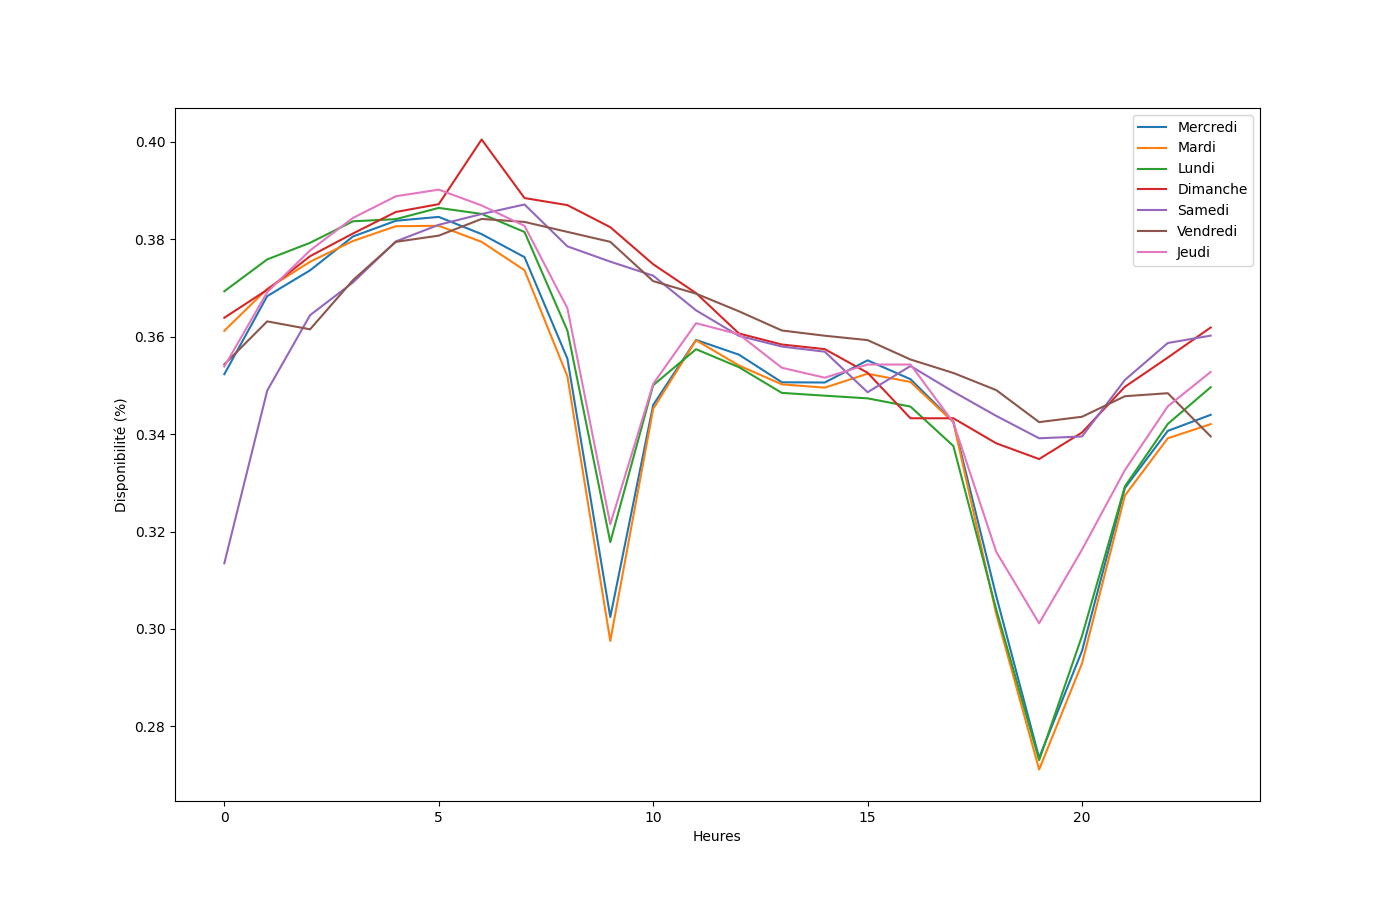 0.40
0.38
0.36
0.34
0.32
0.30
0.28
Disponibilité (%)
0 5 10 15 20
Heures
Mercredi
Mardi
Lundi
Dimanche
Samedi
Vendredi
Jeudi